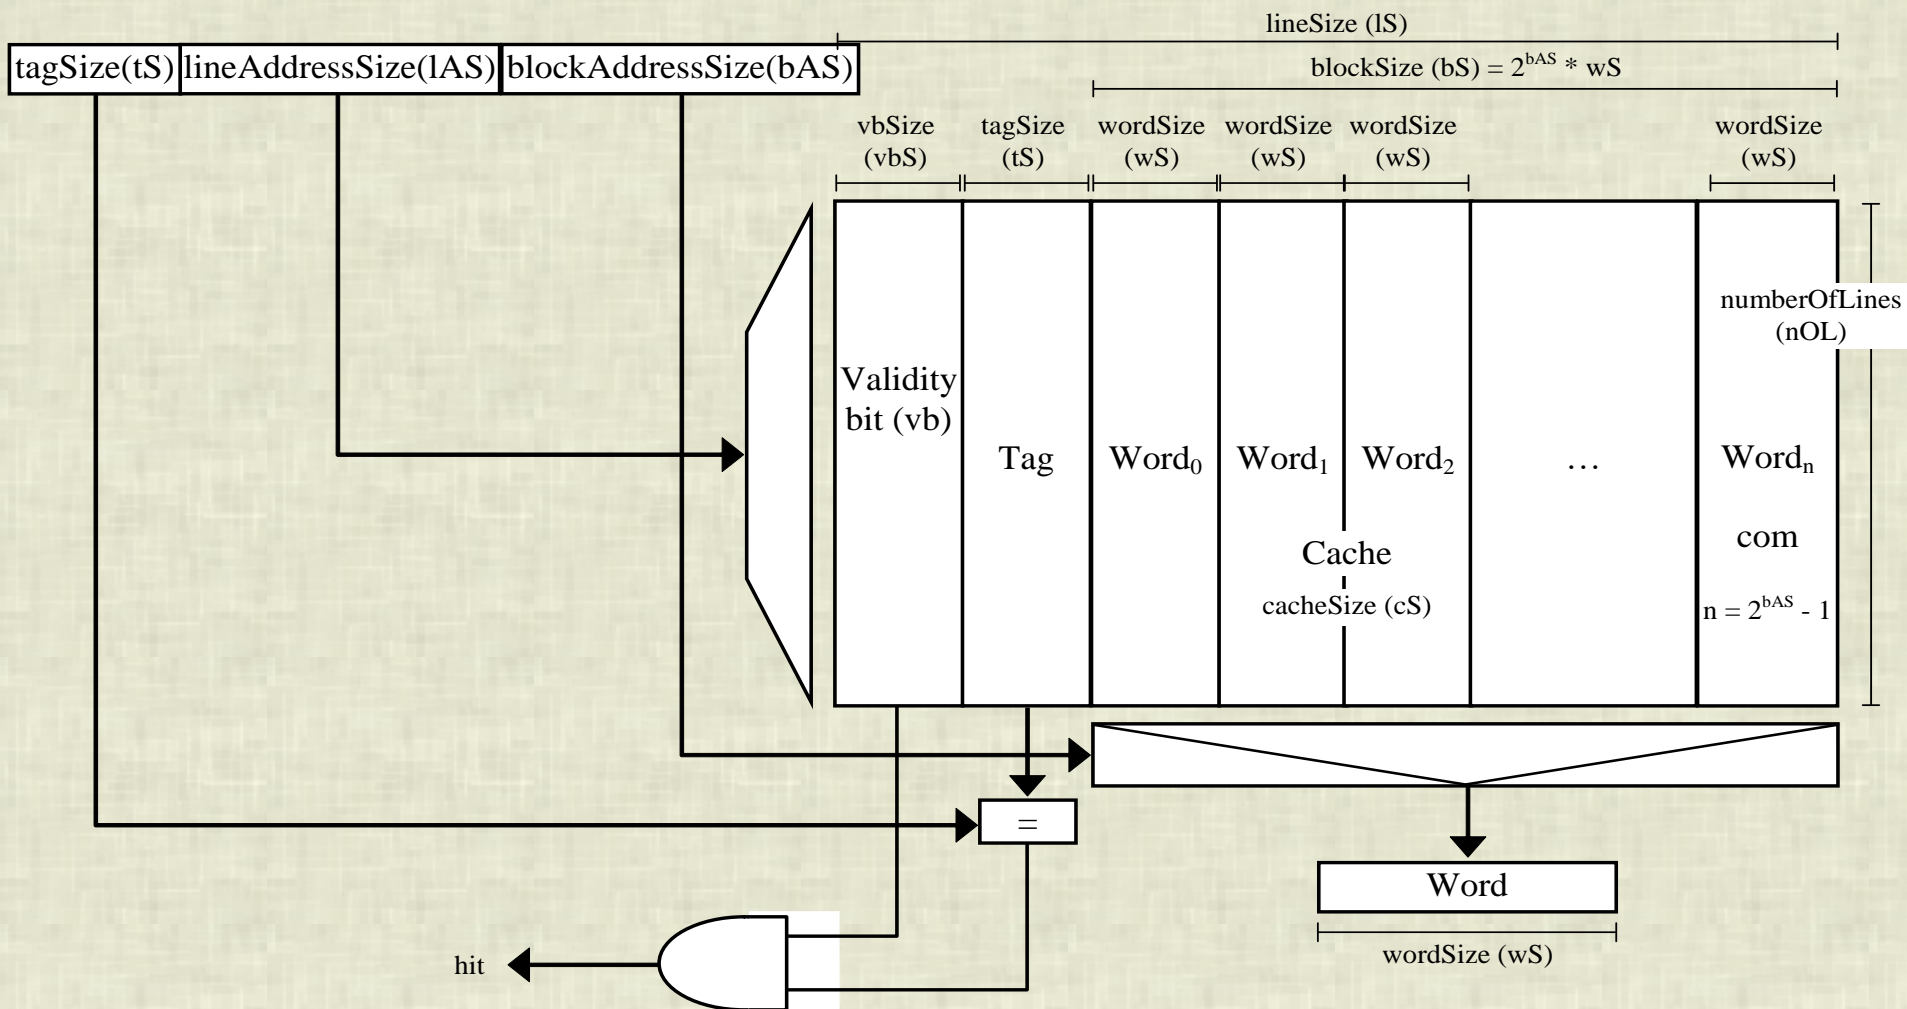 lineSize (lS)
tagSize(tS) lineAddressSize(lAS) blockAddressSize(bAS)
blockSize (bS) = 2^bAS * wS
vbSize (vbS)
tagSize (tS)
wordSize (wS)
wordSize (wS)
wordSize (wS)
wordSize (wS)
numberOfLines
(nOL)
Validity
bit (vb)
Tag
Word₀
Word₁
Word₂
…
Wordₙ
com
n = 2^bAS - 1
Cache
cacheSize (cS)
=
Word
wordSize (wS)
hit